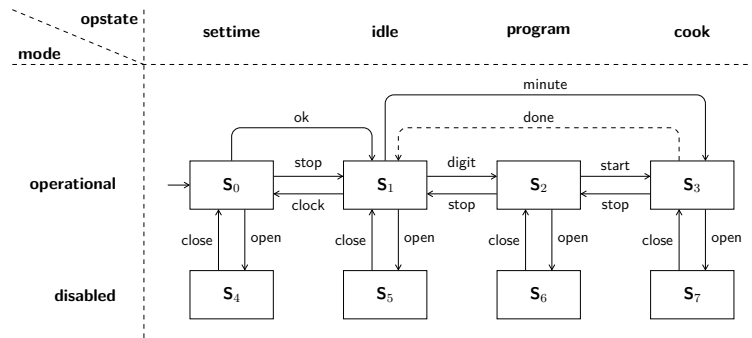 opstate
mode
settime idle program cook
minute
ok done
stop digit start
operational S0 S1 S2 S3
clock stop stop
close open close open close open close open
disabled S4 S5 S6 S7